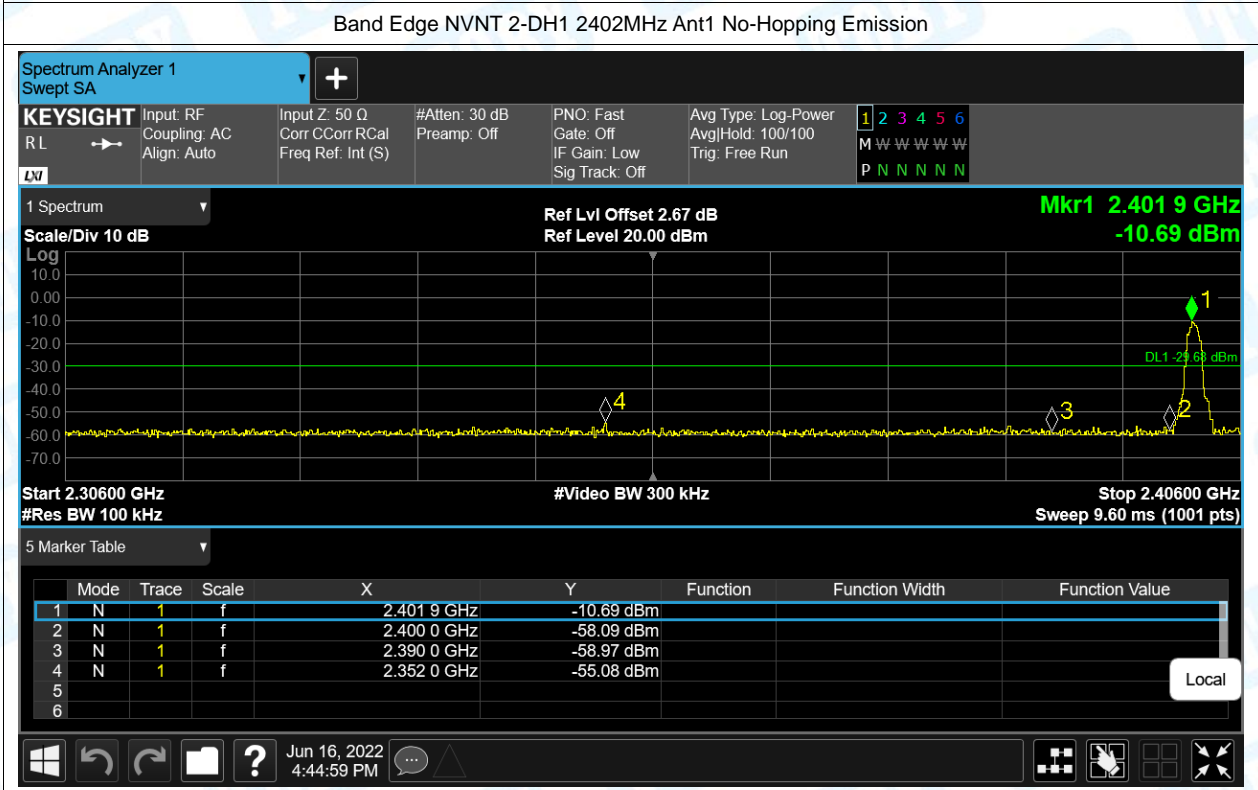 Band Edge NVNT 2-DH1 2402MHz Ant1 No-Hopping Emission
Spectrum Analyzer 1
Swept SA
KEYSIGHT
RL
LXI
Input: RF
Coupling: AC
Align: Auto
Input Z: 50 Ω
Corr CCorr RCal
Freq Ref: Int (S)
#Atten: 30 dB
Preamp: Off
PNO: Fast
Gate: Off
IF Gain: Low
Sig Track: Off
Avg Type: Log-Power
Avg|Hold: 100/100
Trig: Free Run
1 2 3 4 5 6
M W W W W W
P N N N N N
1 Spectrum
Scale/Div 10 dB
Ref Lvl Offset 2.67 dB
Ref Level 20.00 dBm
Mkr1 2.401 9 GHz
-10.69 dBm
Log
10.0
0.00
-10.0
-20.0
-30.0
-40.0
-50.0
-60.0
-70.0
1
DL1 -29.68 dBm
4
3
2
Start 2.30600 GHz
#Video BW 300 kHz
Stop 2.40600 GHz
#Res BW 100 kHz
Sweep 9.60 ms (1001 pts)
5 Marker Table
Mode Trace Scale X Y Function Function Width Function Value
1 N 1 f 2.401 9 GHz -10.69 dBm
2 N 1 f 2.400 0 GHz -58.09 dBm
3 N 1 f 2.390 0 GHz -58.97 dBm
4 N 1 f 2.352 0 GHz -55.08 dBm
5
6
Local
?
Jun 16, 2022
4:44:59 PM